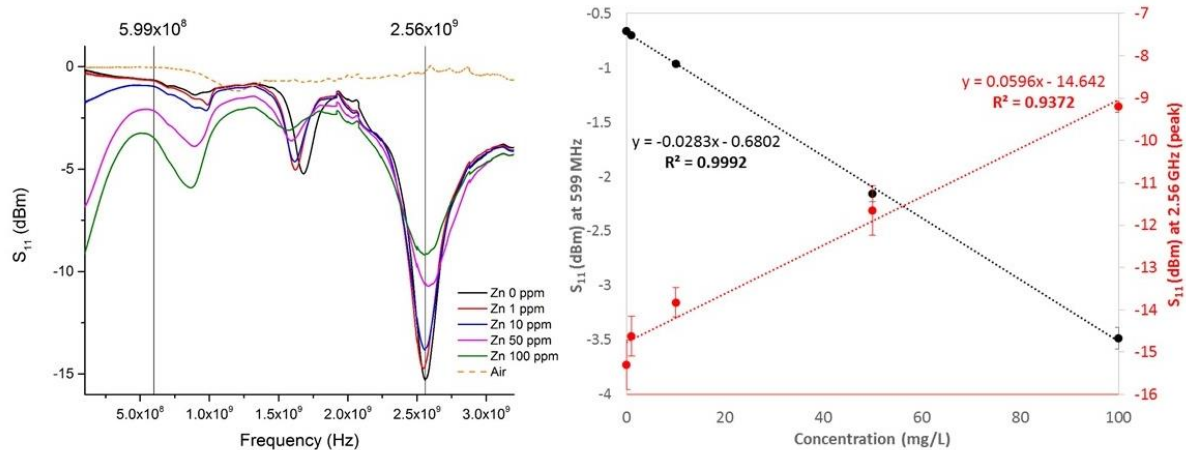 5.99x10⁸
2.56x10⁹
0
-5
-10
-15
S₁₁ (dBm)
Zn 0 ppm
Zn 1 ppm
Zn 10 ppm
Zn 50 ppm
Zn 100 ppm
Air
5.0x10⁸ 1.0x10⁹ 1.5x10⁹ 2.0x10⁹ 2.5x10⁹ 3.0x10⁹
Frequency (Hz)
-0.5
-1
-1.5
-2
-2.5
-3
-3.5
-4
S₁₁ (dBm) at 599 MHz
y = -0.0283x - 0.6802
R² = 0.9992
y = 0.0596x - 14.642
R² = 0.9372
-7
-8
-9
-10
-11
-12
-13
-14
-15
-16
S₁₁ (dBm) at 2.56 GHz (peak)
0 20 40 60 80 100
Concentration (mg/L)